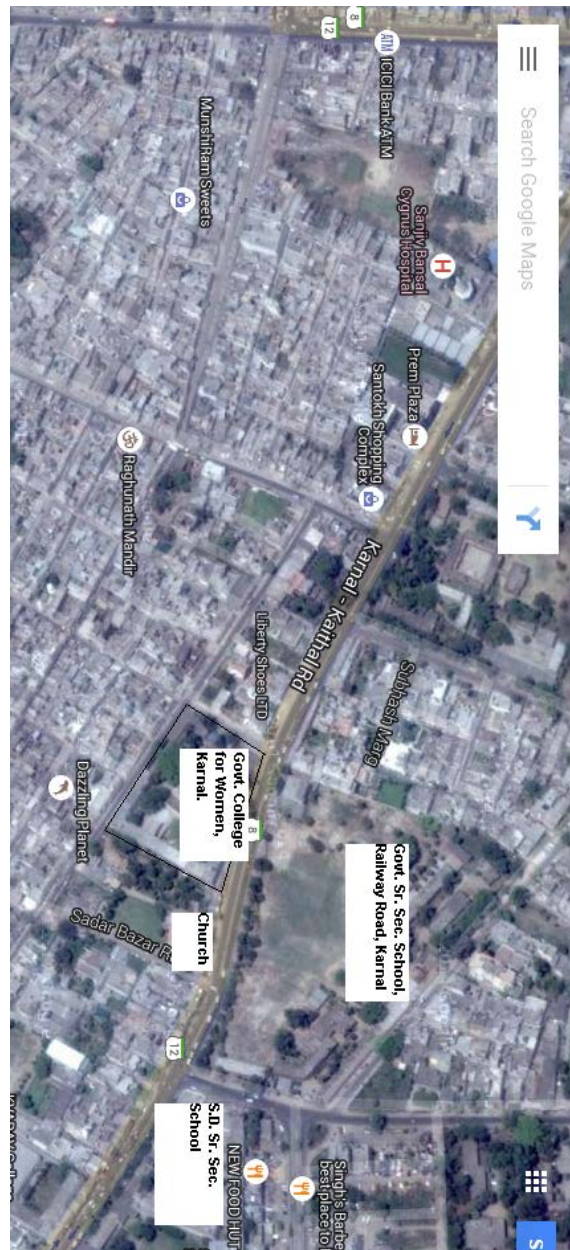 Search Google Maps
S
H
Sanjiv Bansal
Cygnus Hospital
Prem Plaza
Subhash Marg
Govt. Sr. Sec. School,
Railway Road, Karnal
ATM
ICICI Bank ATM
Santokh Shopping
Complex
8
12
Karnal - Kaithal Rd
Singh's Barbe
best place to
Liberty Shoes LTD
8
Govt. College
for Women,
Karnal.
NEW FOOD HUT
S.D. Sr. Sec.
School
MunshiRam Sweets
Church
12
Sadar Bazar R
Raghunath Mandir
Dazzling Planet